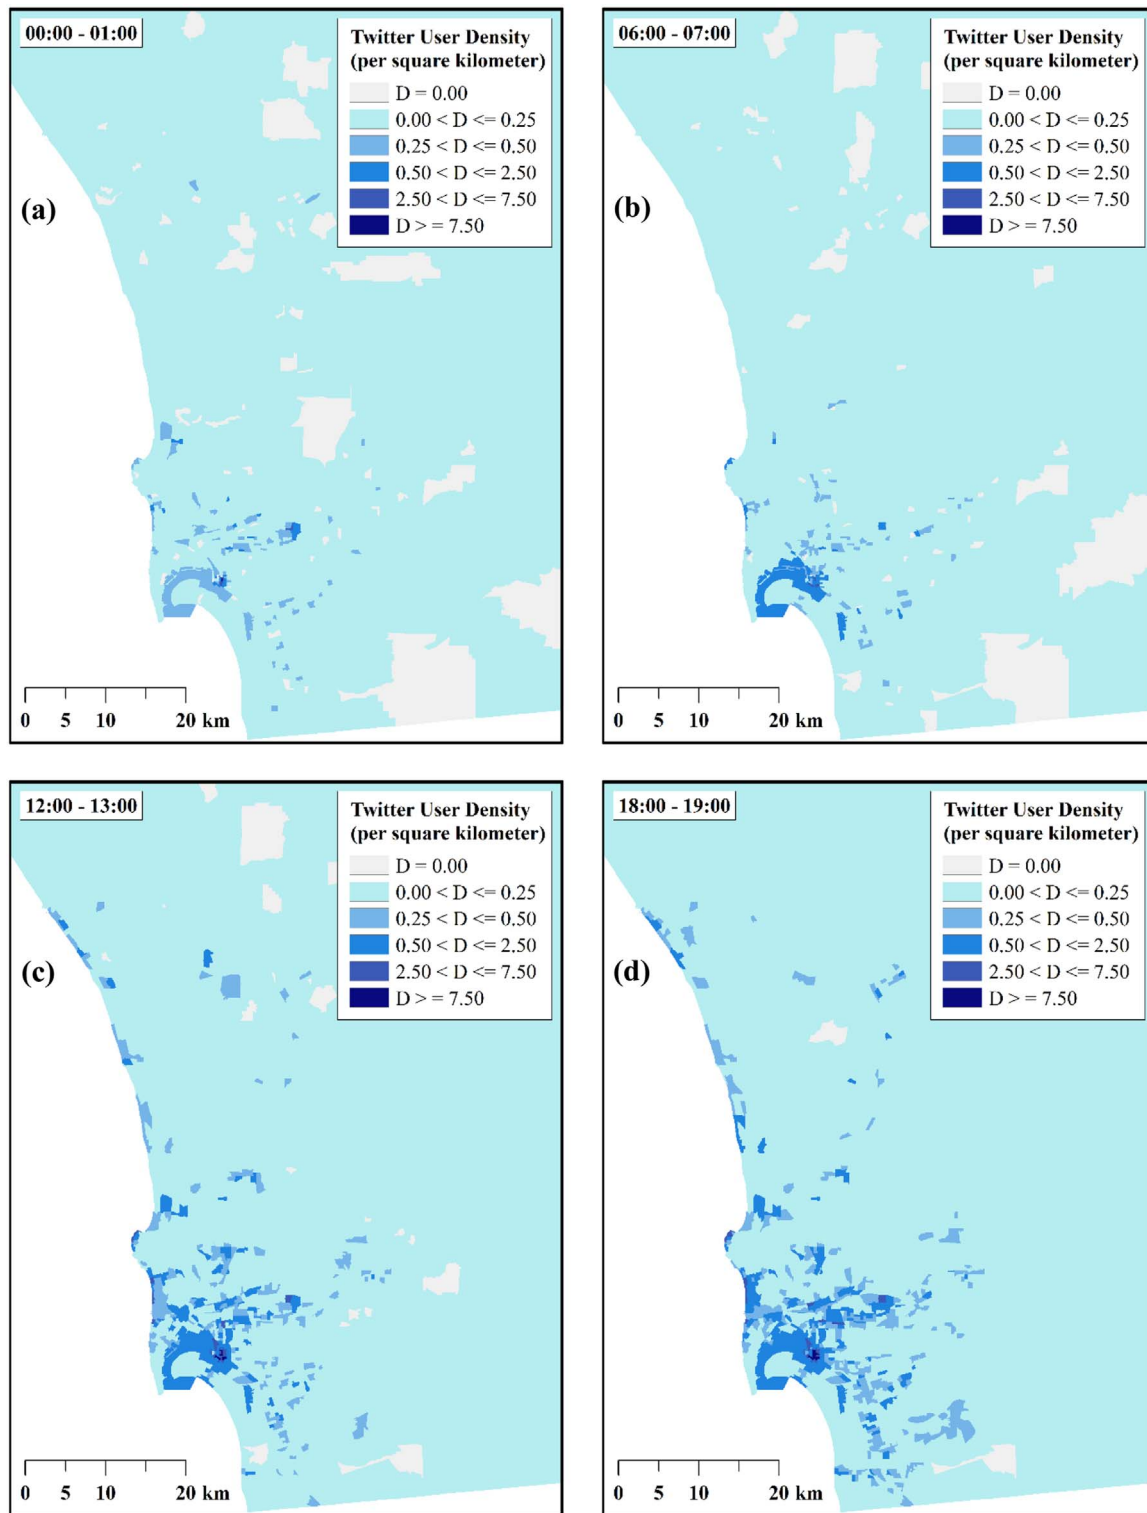 00:00 - 01:00
Twitter User Density
(per square kilometer)
D = 0.00
0.00 < D <= 0.25
0.25 < D <= 0.50
0.50 < D <= 2.50
2.50 < D <= 7.50
D > = 7.50
(a)
0 5 10 20 km
06:00 - 07:00
Twitter User Density
(per square kilometer)
D = 0.00
0.00 < D <= 0.25
0.25 < D <= 0.50
0.50 < D <= 2.50
2.50 < D <= 7.50
D > = 7.50
(b)
0 5 10 20 km
12:00 - 13:00
Twitter User Density
(per square kilometer)
D = 0.00
0.00 < D <= 0.25
0.25 < D <= 0.50
0.50 < D <= 2.50
2.50 < D <= 7.50
D > = 7.50
(c)
0 5 10 20 km
18:00 - 19:00
Twitter User Density
(per square kilometer)
D = 0.00
0.00 < D <= 0.25
0.25 < D <= 0.50
0.50 < D <= 2.50
2.50 < D <= 7.50
D > = 7.50
(d)
0 5 10 20 km